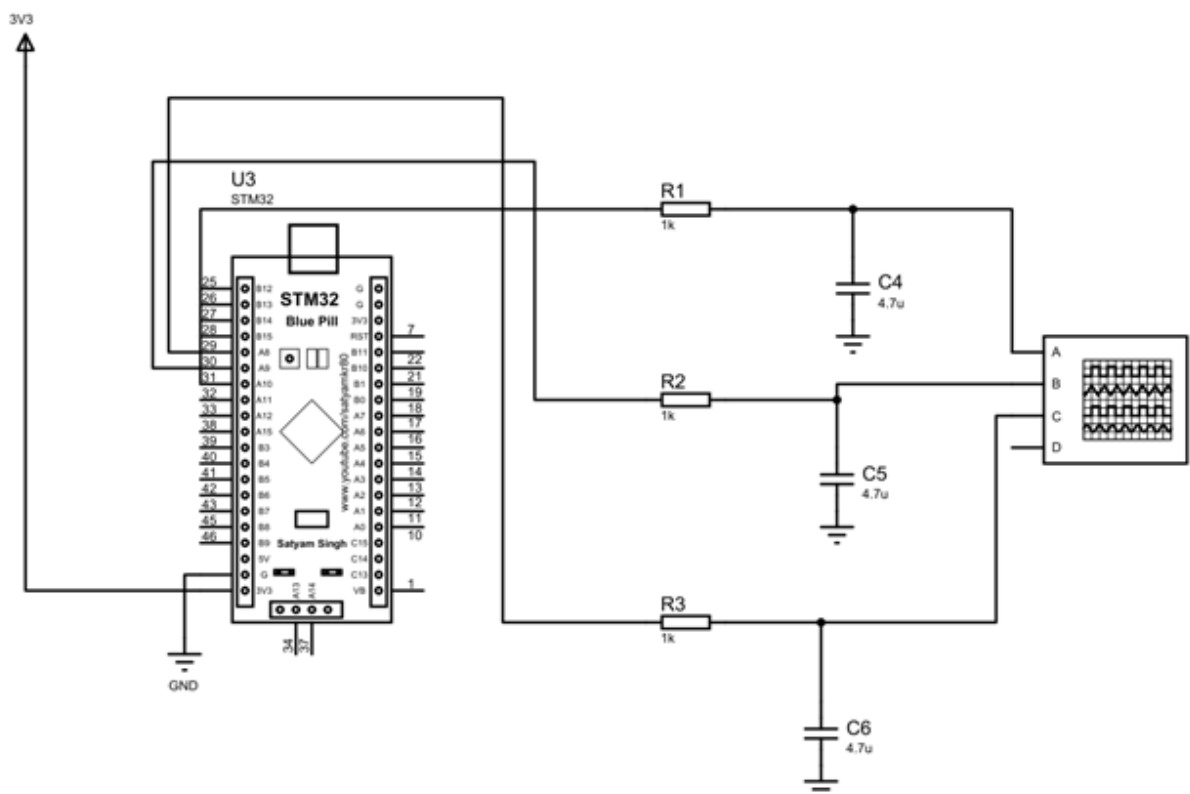 3V3
U3
STM32
STM32
Blue Pill
www.youtube.com/satyamkr80
Satyam Singh
25 B12
26 B13
27 B14
28 B15
29 A8
30 A9
31 A10
32 A11
33 A12
38 A15
39 B3
40 B4
41 B5
42 B6
43 B7
45 B8
46 B9
5V
G
3V3
G
G
3V3
RST 7
B11 22
B10 21
B1 19
B0 18
A7 17
A6 16
A5 15
A4 14
A3 13
A2 12
A1 11
A0 10
C15
C14
C13
VB 1
A13
A14
34
37
GND
R1
1k
C4
4.7u
R2
1k
C5
4.7u
R3
1k
C6
4.7u
A
B
C
D